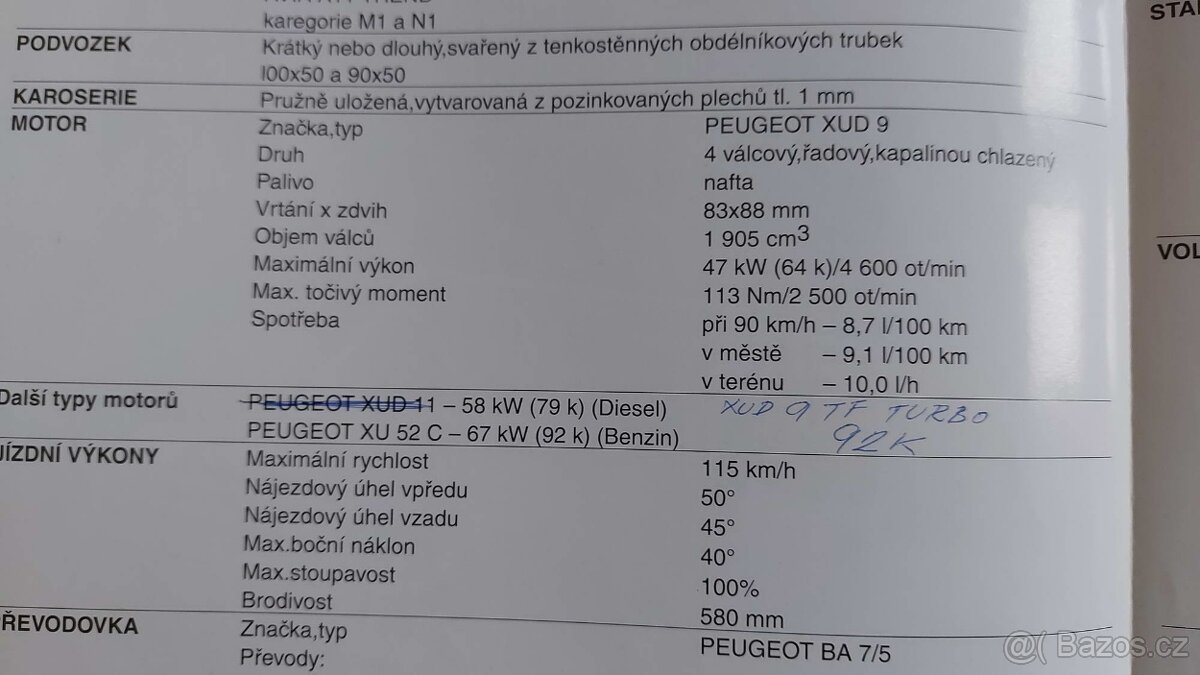 karegorie M1 a N1
PODVOZEK Krátký nebo dlouhý,svařený z tenkostěnných obdélníkových trubek
l00x50 a 90x50
KAROSERIE Pružně uložená,vytvarovaná z pozinkovaných plechů tl. 1 mm
MOTOR Značka,typ PEUGEOT XUD 9
Druh 4 válcový,řadový,kapalinou chlazený
Palivo nafta
Vrtání x zdvih 83x88 mm
Objem válců 1 905 cm3
Maximální výkon 47 kW (64 k)/4 600 ot/min
Max. točivý moment 113 Nm/2 500 ot/min
Spotřeba při 90 km/h – 8,7 l/100 km
v městě – 9,1 l/100 km
v terénu – 10,0 l/h
Další typy motorů PEUGEOT XUD 11 – 58 kW (79 k) (Diesel) XUD 9 TF TURBO
PEUGEOT XU 52 C – 67 kW (92 k) (Benzin) 92K
JÍZDNÍ VÝKONY Maximální rychlost 115 km/h
Nájezdový úhel vpředu 50°
Nájezdový úhel vzadu 45°
Max.boční náklon 40°
Max.stoupavost 100%
Brodivost 580 mm
PŘEVODOVKA Značka,typ PEUGEOT BA 7/5
Převody:
STA
VOL
@( Bazos.cz